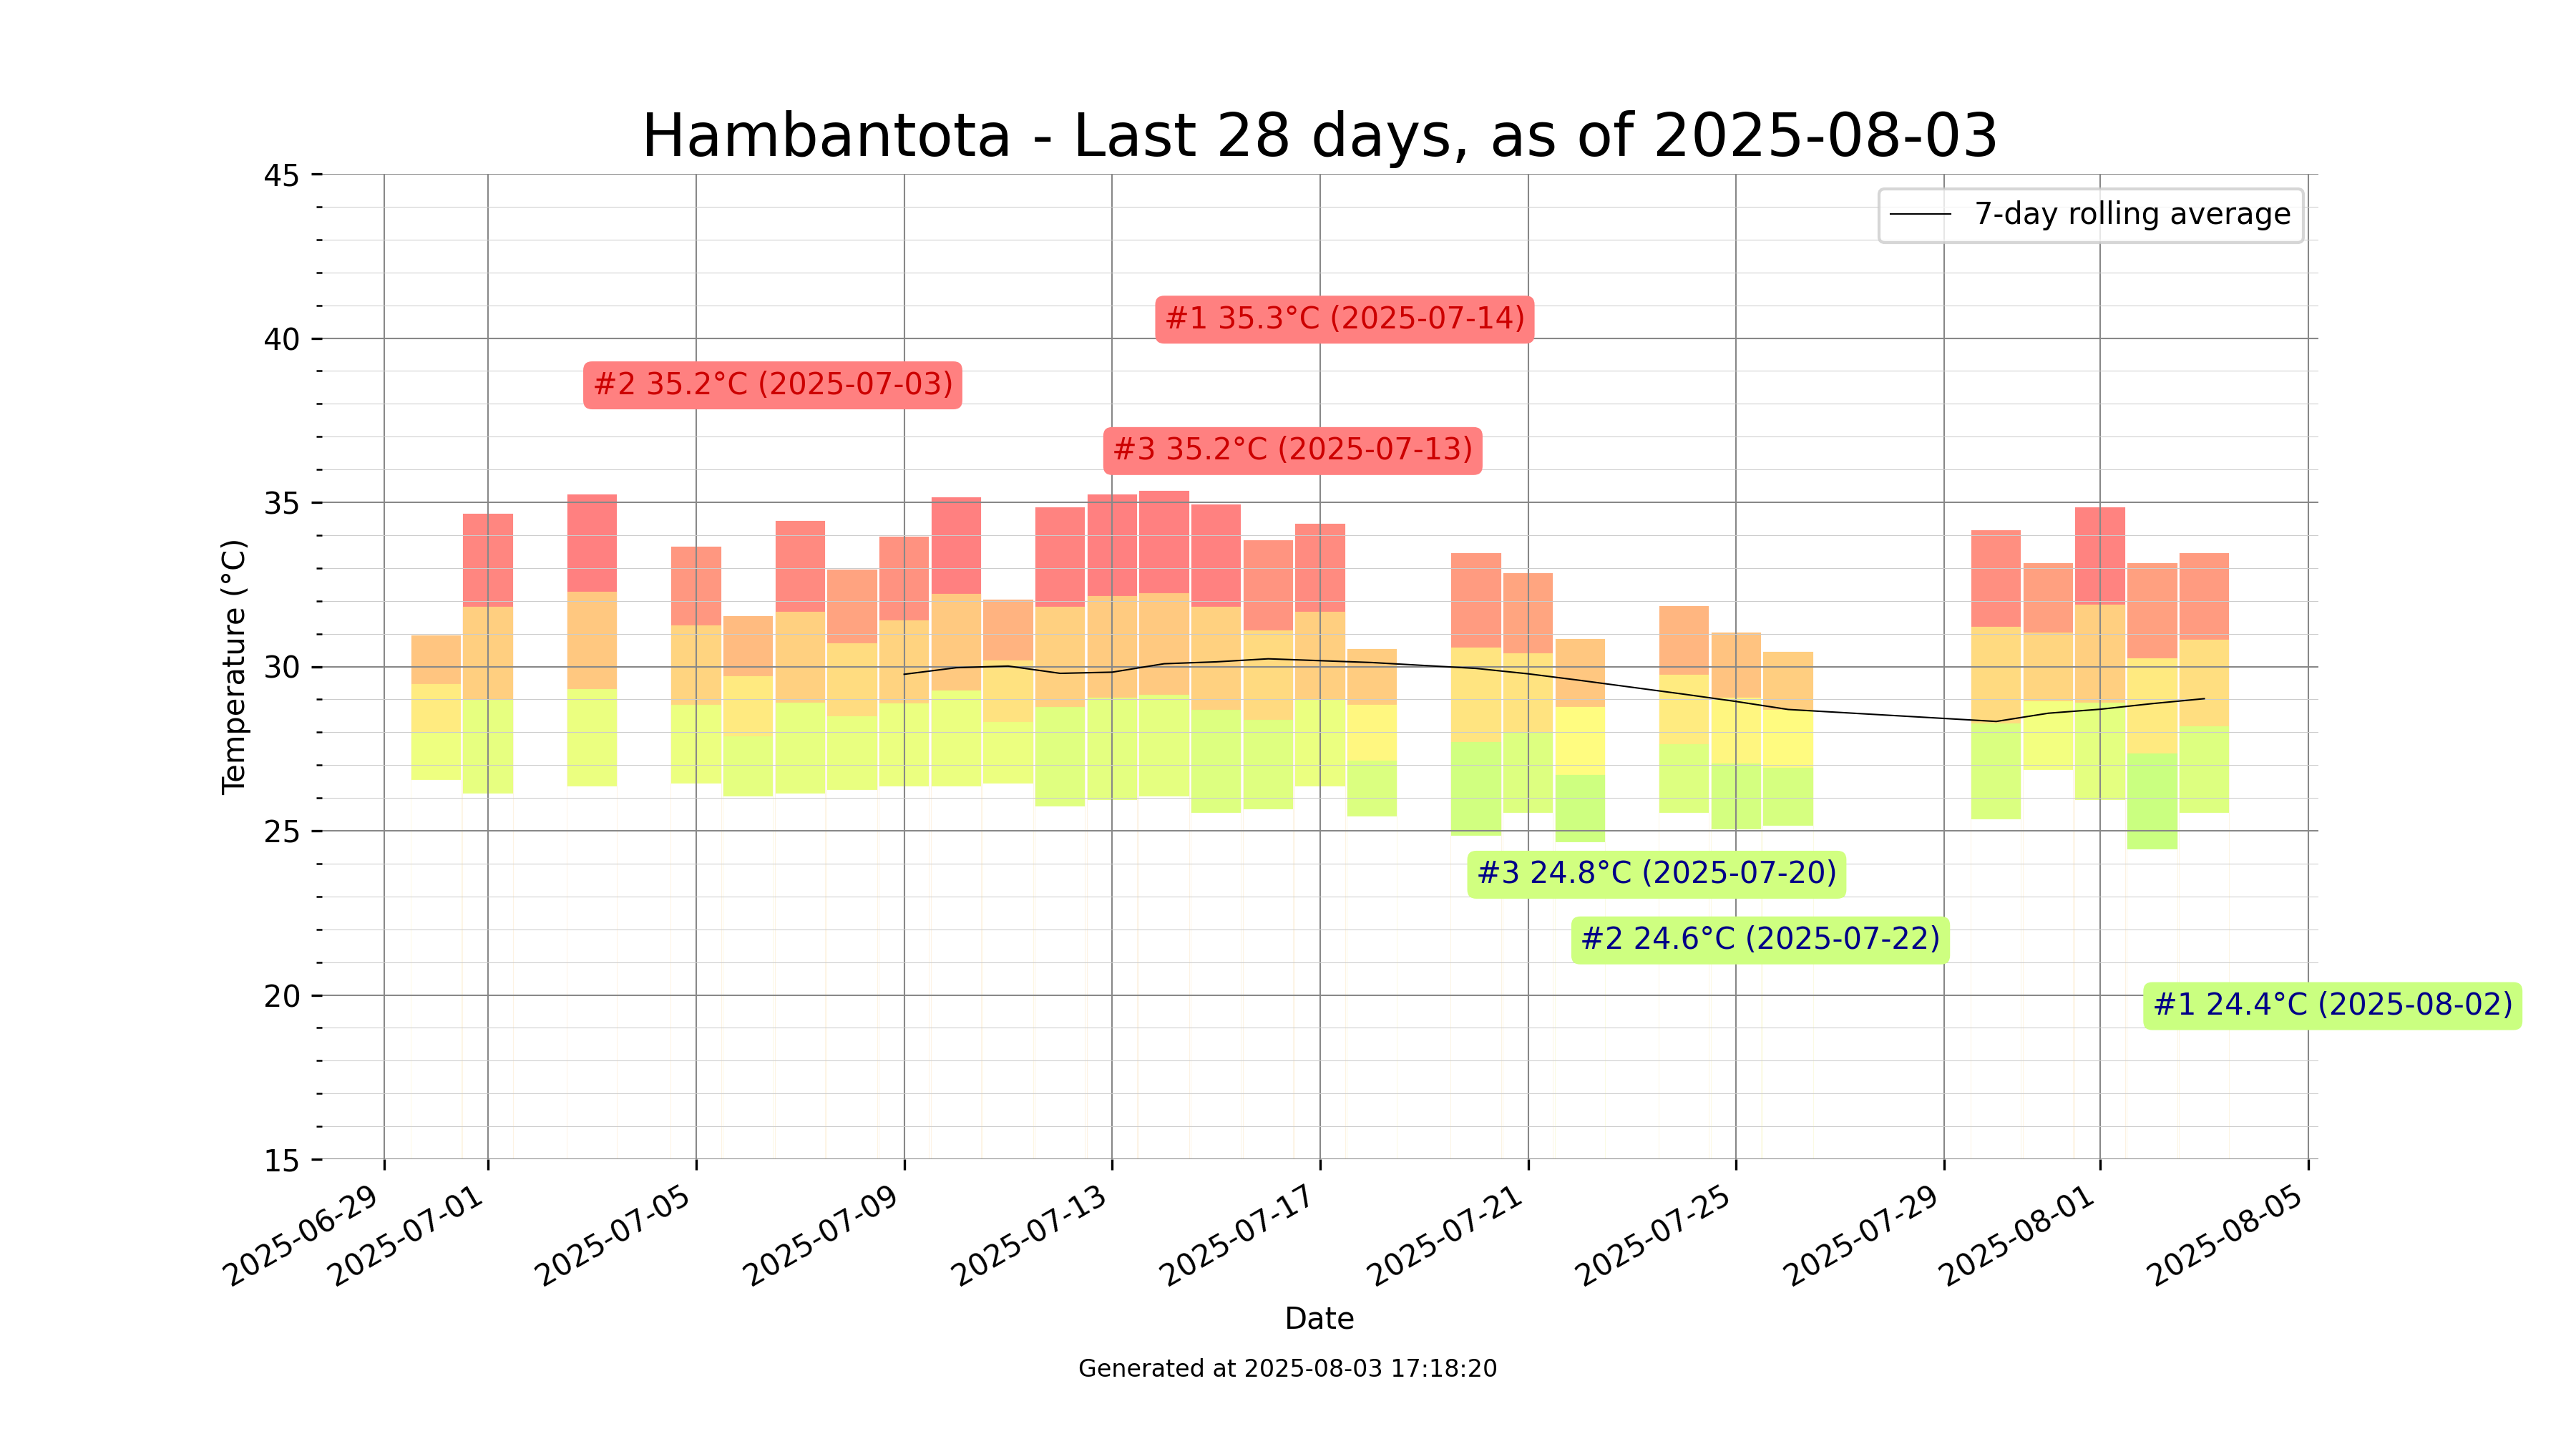 Hambantota - Last 28 days, as of 2025-08-03
7-day rolling average
45
40
35
30
25
20
15
Temperature (°C)
#1 35.3°C (2025-07-14)
#2 35.2°C (2025-07-03)
#3 35.2°C (2025-07-13)
#3 24.8°C (2025-07-20)
#2 24.6°C (2025-07-22)
#1 24.4°C (2025-08-02)
2025-06-29
2025-07-01
2025-07-05
2025-07-09
2025-07-13
2025-07-17
2025-07-21
2025-07-25
2025-07-29
2025-08-01
2025-08-05
Date
Generated at 2025-08-03 17:18:20